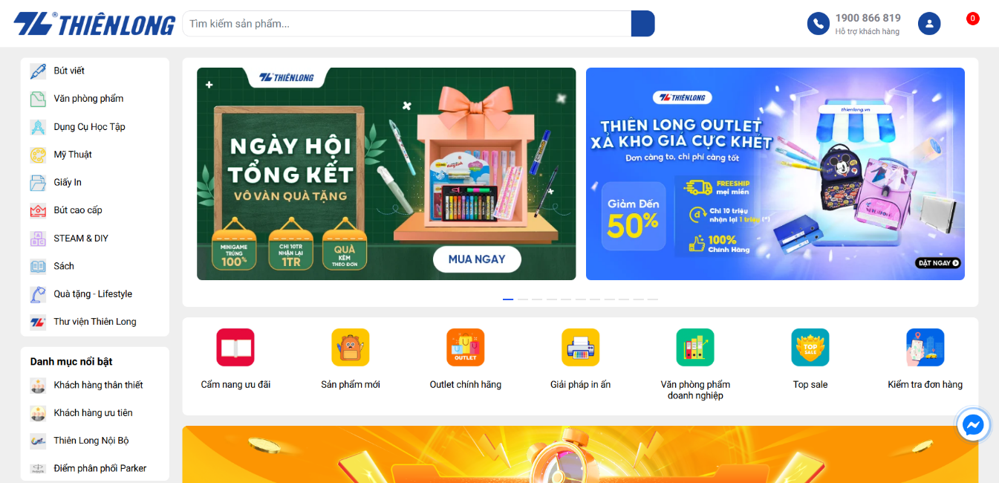 THIÊNLONG
Tìm kiếm sản phẩm...
1900 866 819
Hỗ trợ khách hàng
0
Bút viết
Văn phòng phẩm
Dụng Cụ Học Tập
Mỹ Thuật
Giấy In
Bút cao cấp
STEAM & DIY
Sách
Quà tặng - Lifestyle
Thư viện Thiên Long
Danh mục nổi bật
Khách hàng thân thiết
Khách hàng ưu tiên
Thiên Long Nội Bộ
Điểm phân phối Parker
THIÊNLONG
NGÀY HỘI
TỔNG KẾT
VÔ VÀN QUÀ TẶNG
MINIGAME
TRÚNG
100%
CHI 10TR
NHẬN LẠI
1TR
QUÀ
KÈM
THEO ĐƠN
MUA NGAY
THIÊNLONG
THIÊN LONG OUTLET
XẢ KHO GIÁ CỰC KHÉT
Đơn càng to, chi phí càng tốt
Giảm Đến
50%
FREESHIP
mọi miền
Chi 10 triệu
nhận lại 1 triệu (*)
100%
Chính Hãng
thienlong.vn
ĐẶT NGAY
OUTLET
TOP
SALE
Cẩm nang ưu đãi
Sản phẩm mới
Outlet chính hãng
Giải pháp in ấn
Văn phòng phẩm
doanh nghiệp
Top sale
Kiểm tra đơn hàng